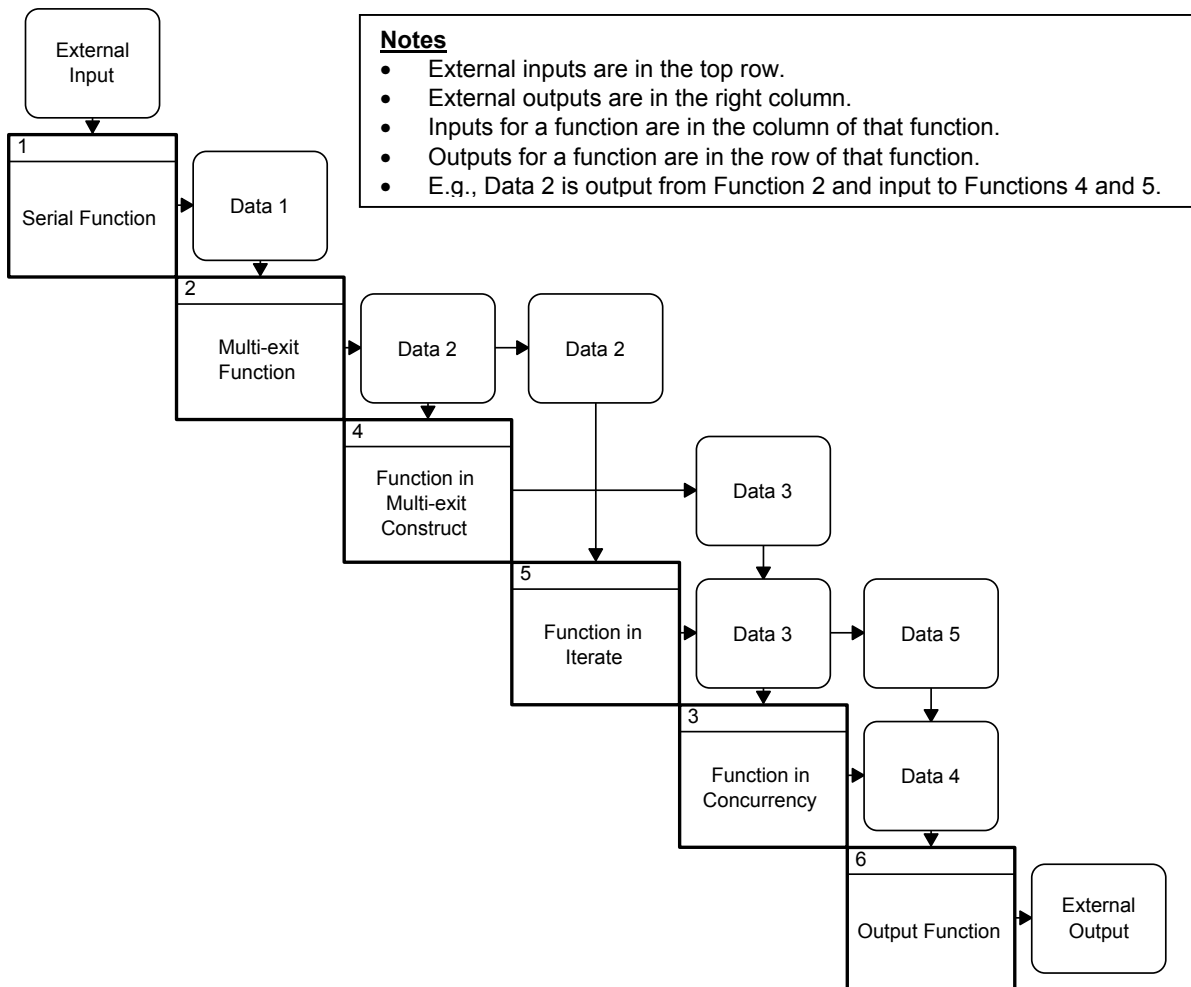 External
Input
Notes
• External inputs are in the top row.
• External outputs are in the right column.
• Inputs for a function are in the column of that function.
• Outputs for a function are in the row of that function.
• E.g., Data 2 is output from Function 2 and input to Functions 4 and 5.
1
Serial Function
Data 1
2
Multi-exit
Function
Data 2
Data 2
4
Function in
Multi-exit
Construct
Data 3
5
Function in
Iterate
Data 3
Data 5
3
Function in
Concurrency
Data 4
6
Output Function
External
Output